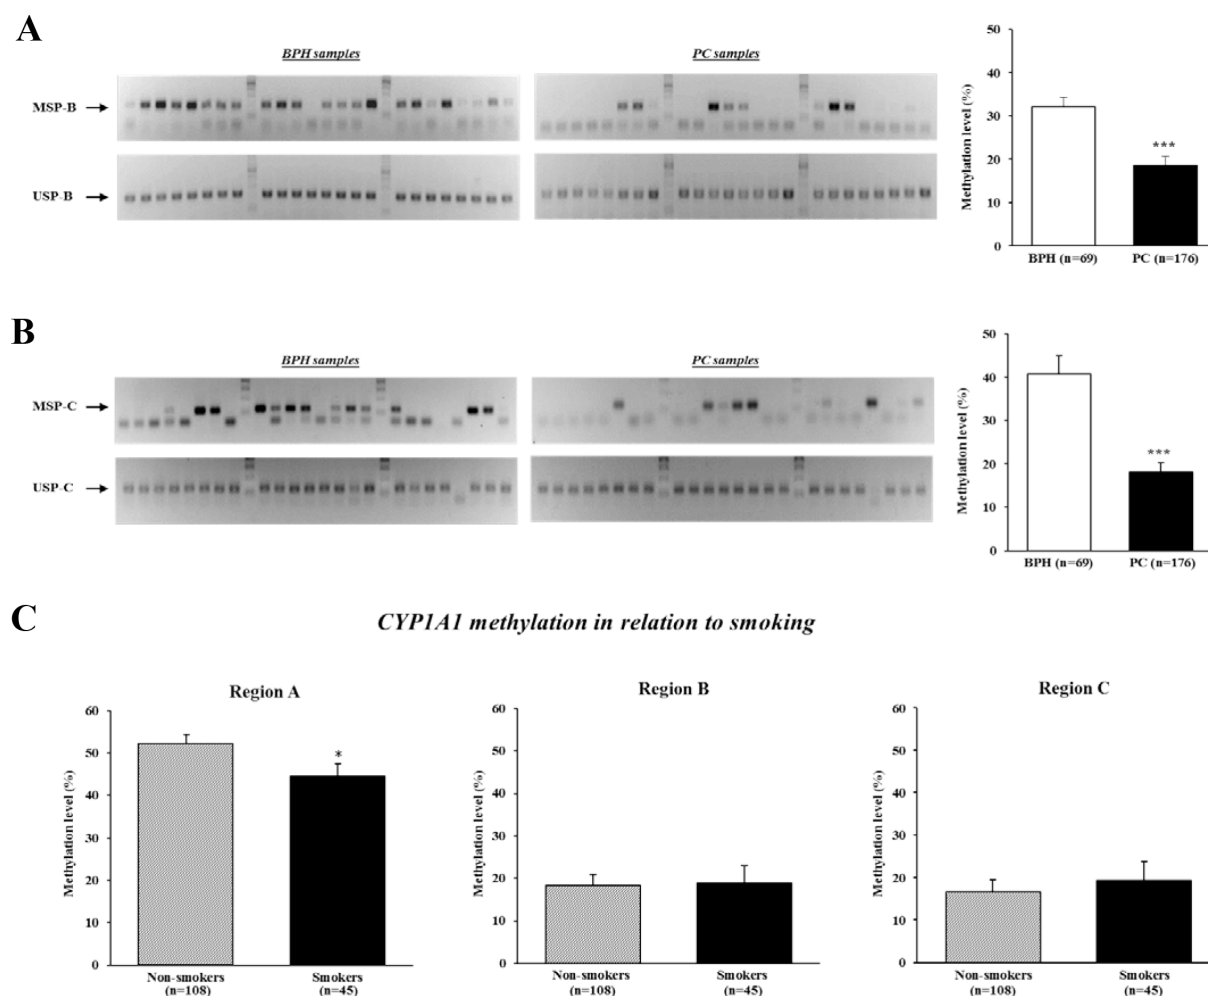 A
BPH samples
PC samples
MSP-B
USP-B
50
40
30
20
10
0
Methylation level (%)
***
BPH (n=69)
PC (n=176)
B
BPH samples
PC samples
MSP-C
USP-C
50
40
30
20
10
0
Methylation level (%)
***
BPH (n=69)
PC (n=176)
C
CYP1A1 methylation in relation to smoking
Region A
60
50
40
30
20
10
0
Methylation level (%)
*
Non-smokers
(n=108)
Smokers
(n=45)
Region B
60
50
40
30
20
10
0
Methylation level (%)
Non-smokers
(n=108)
Smokers
(n=45)
Region C
60
50
40
30
20
10
0
Methylation level (%)
Non-smokers
(n=108)
Smokers
(n=45)